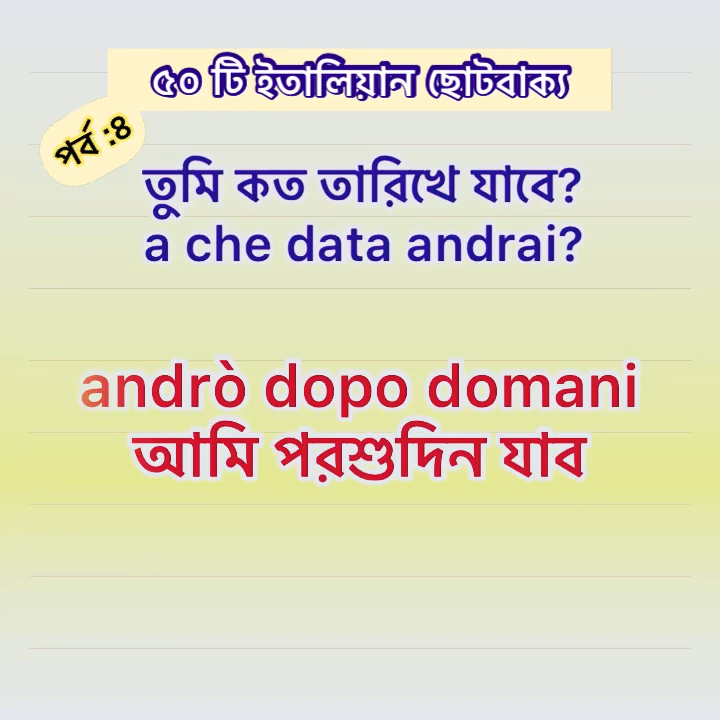 ৫০ টি ইতালিয়ান ছোটবাক্য
পর্ব :৪
তুমি কত তারিখে যাবে?
a che data andrai?
andrò dopo domani
আমি পরশুদিন যাব